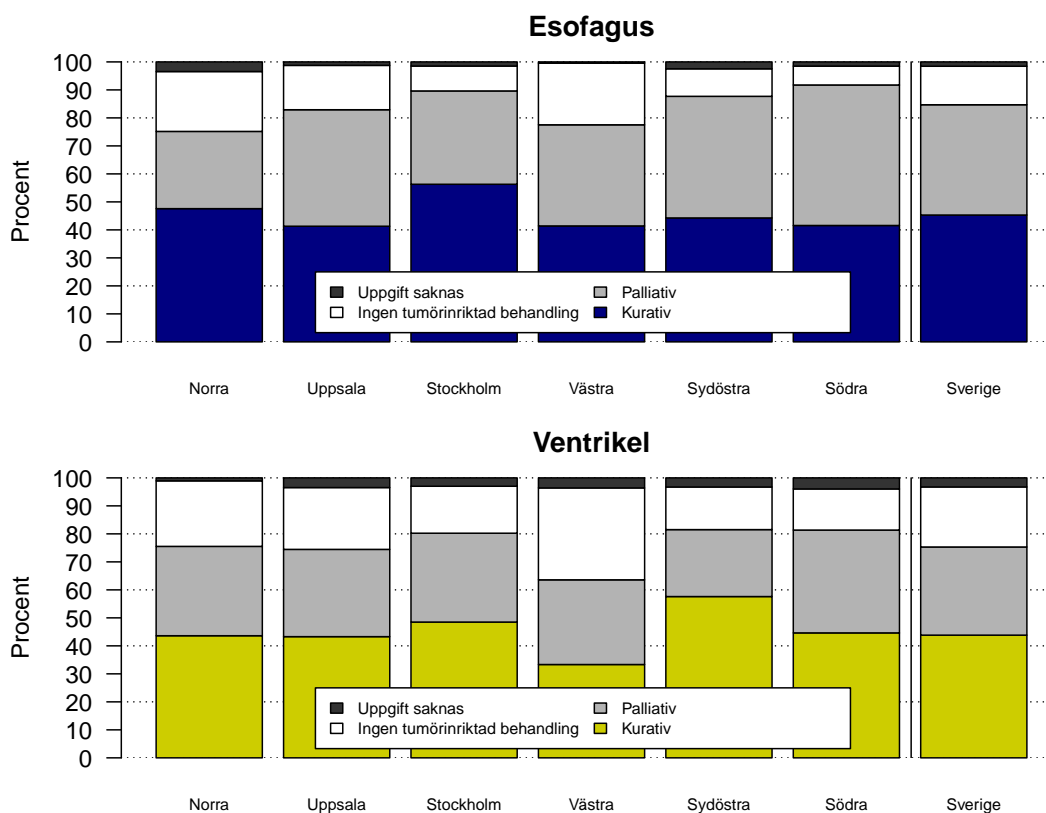 Esofagus
Procent
100
90
80
70
60
50
40
30
20
10
0
Uppgift saknas Palliativ
Ingen tumörinriktad behandling Kurativ
Norra Uppsala Stockholm Västra Sydöstra Södra Sverige
Ventrikel
Procent
100
90
80
70
60
50
40
30
20
10
0
Uppgift saknas Palliativ
Ingen tumörinriktad behandling Kurativ
Norra Uppsala Stockholm Västra Sydöstra Södra Sverige